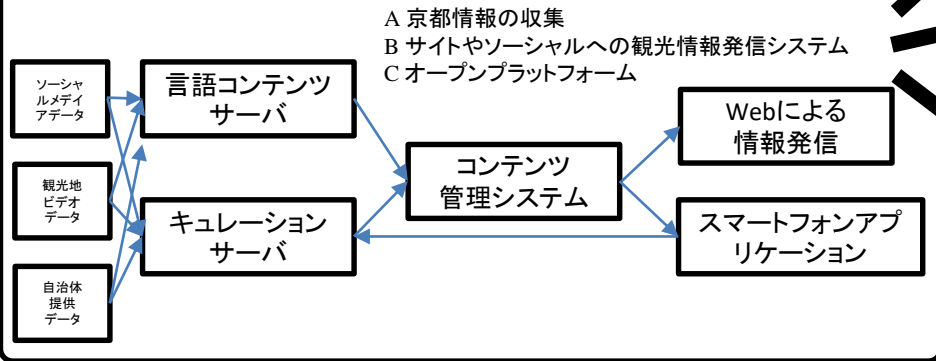 A 京都情報の収集
B サイトやソーシャルへの観光情報発信システム
C オープンプラットフォーム
ソーシャ
ルメデイ
アデータ
言語コンテンツ
サーバ
Webによる
情報発信
観光地
ビデオ
データ
コンテンツ
管理システム
キュレーション
サーバ
スマートフォンアプ
リケーション
自治体
提供
データ